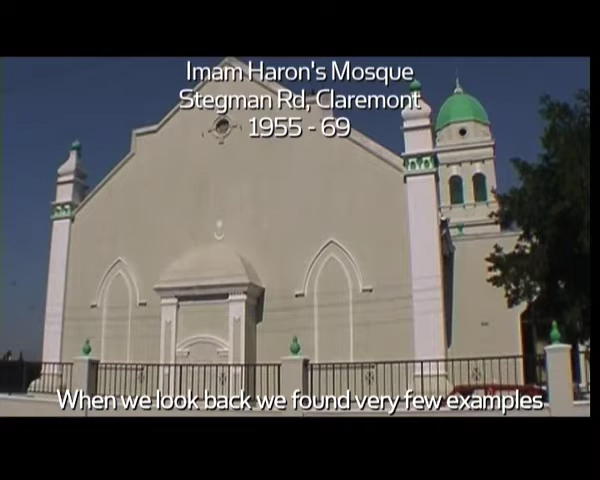 Imam Haron's Mosque
Stegman Rd, Claremont
1955 - 69
When we look back we found very few examples